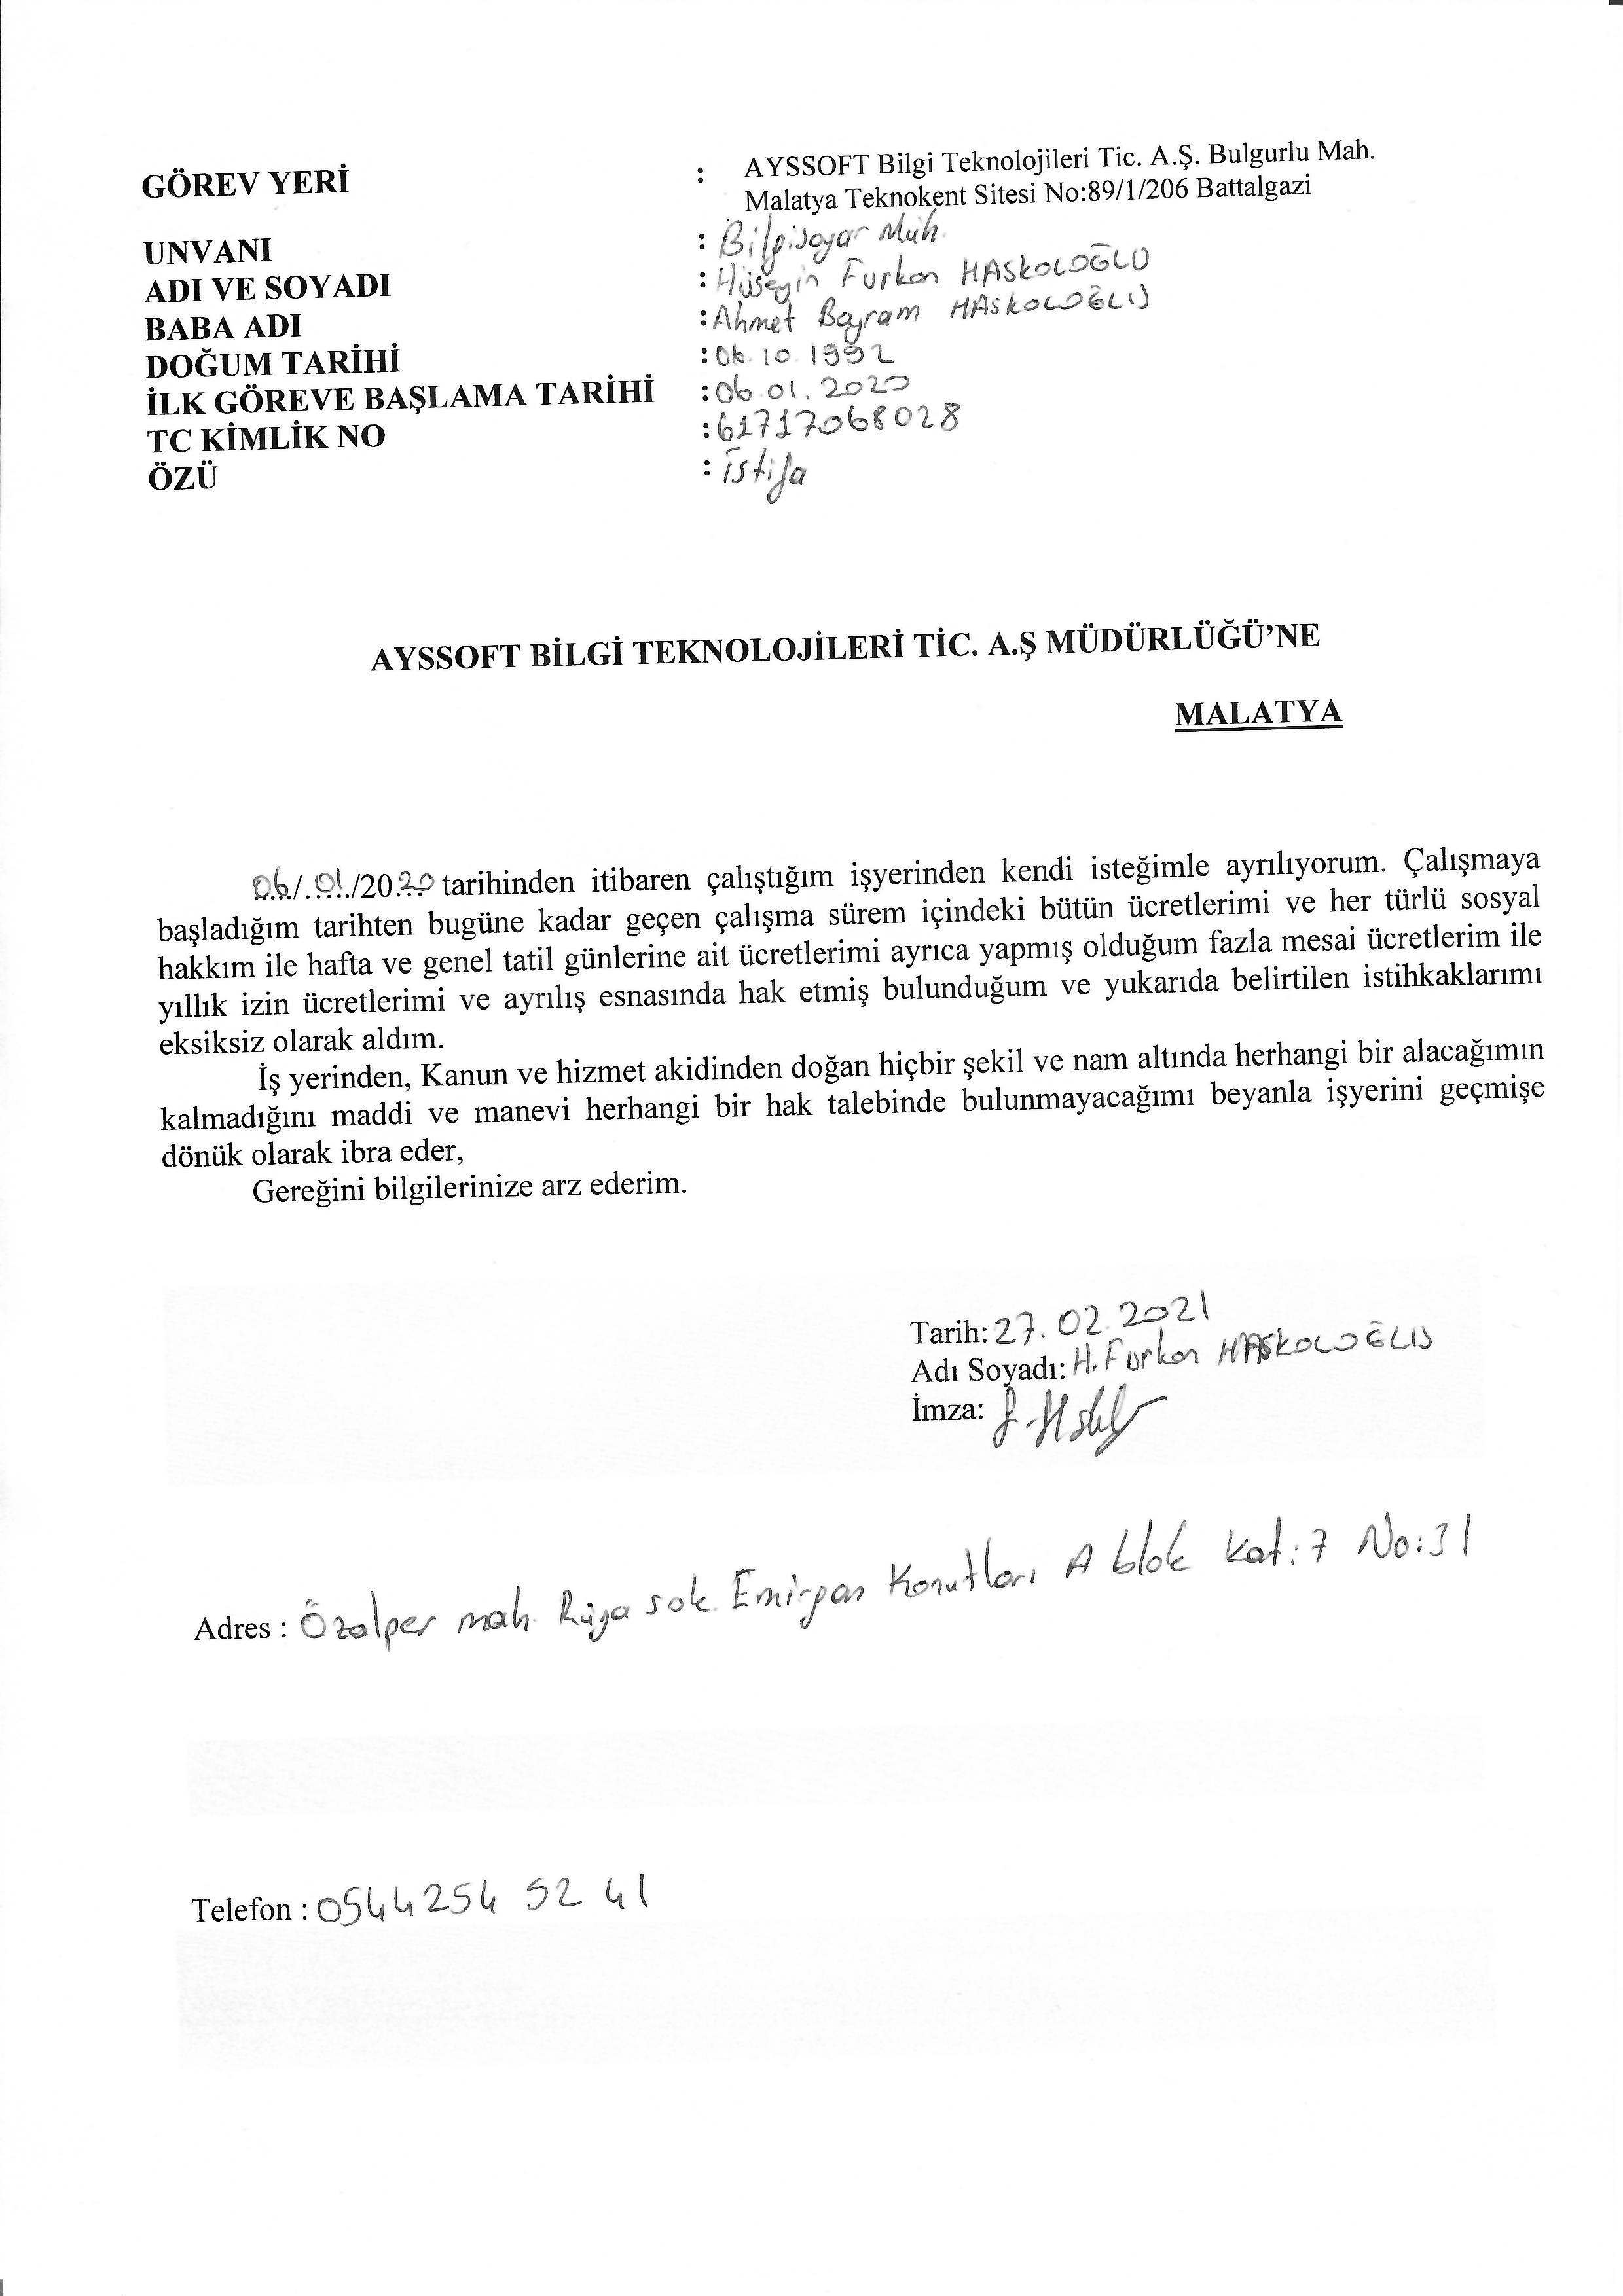 GÖREV YERİ : AYSSOFT Bilgi Teknolojileri Tic. A.Ş. Bulgurlu Mah.
Malatya Teknokent Sitesi No:89/1/206 Battalgazi
UNVANI : Bilgisayar Müh.
ADI VE SOYADI : Hüseyin Furkan HASKOLOĞLU
BABA ADI : Ahmet Bayram HASKOLOĞLU
DOĞUM TARİHİ : 06.10.1992
İLK GÖREVE BAŞLAMA TARİHİ : 06.01.2020
TC KİMLİK NO : 61717068028
ÖZÜ : İstifa
AYSSOFT BİLGİ TEKNOLOJİLERİ TİC. A.Ş MÜDÜRLÜĞÜ’NE
MALATYA
06/.01./2020 tarihinden itibaren çalıştığım işyerinden kendi isteğimle ayrılıyorum. Çalışmaya
başladığım tarihten bugüne kadar geçen çalışma sürem içindeki bütün ücretlerimi ve her türlü sosyal
hakkım ile hafta ve genel tatil günlerine ait ücretlerimi ayrıca yapmış olduğum fazla mesai ücretlerim ile
yıllık izin ücretlerimi ve ayrılış esnasında hak etmiş bulunduğum ve yukarıda belirtilen istihkaklarımı
eksiksiz olarak aldım.
İş yerinden, Kanun ve hizmet akidinden doğan hiçbir şekil ve nam altında herhangi bir alacağımın
kalmadığını maddi ve manevi herhangi bir hak talebinde bulunmayacağımı beyanla işyerini geçmişe
dönük olarak ibra eder,
Gereğini bilgilerinize arz ederim.
Tarih: 27.02.2021
Adı Soyadı: H. Furkan HASKOLOĞLU
İmza:
Adres : Özalper mah. Rüya sok. Emirgan Konutları A blok Kat:7 No:31
Telefon : 0544 254 52 41